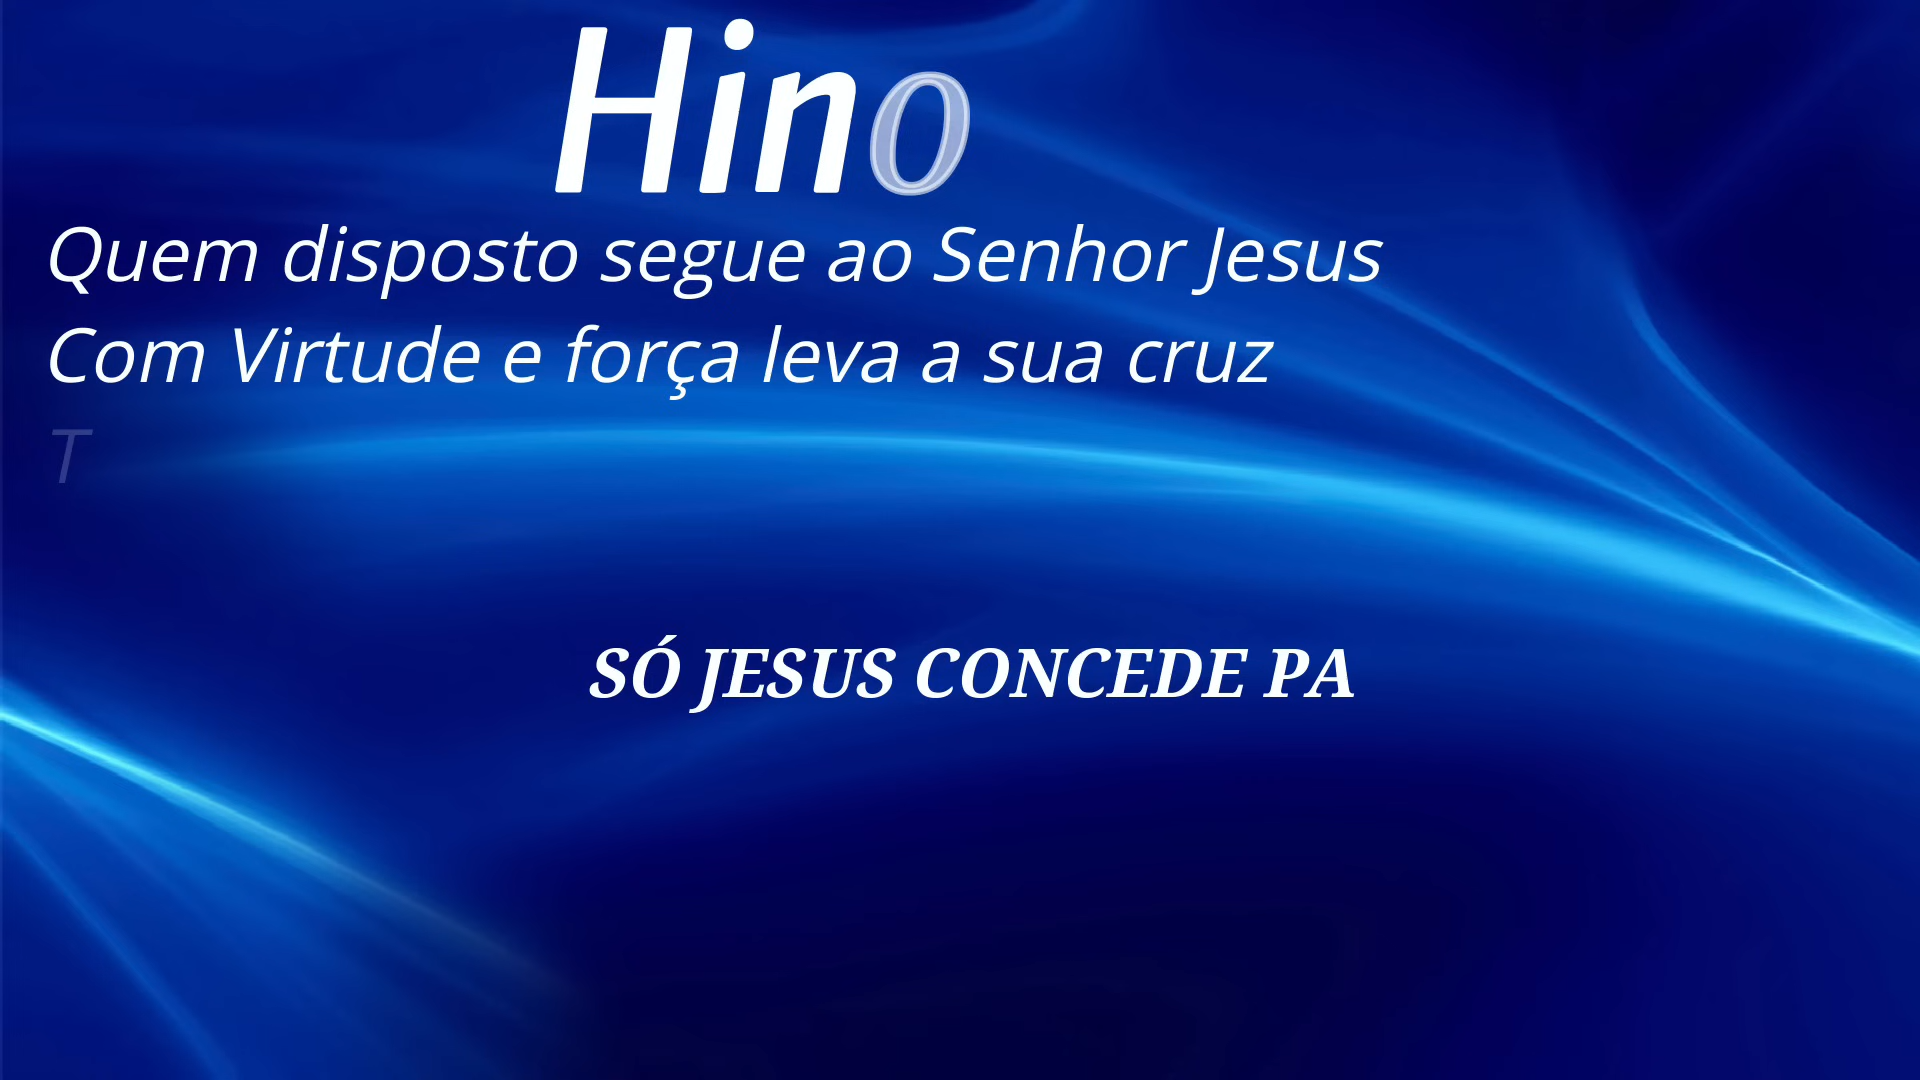 Hino
Quem disposto segue ao Senhor Jesus
Com Virtude e força leva a sua cruz
T
SÓ JESUS CONCEDE PA